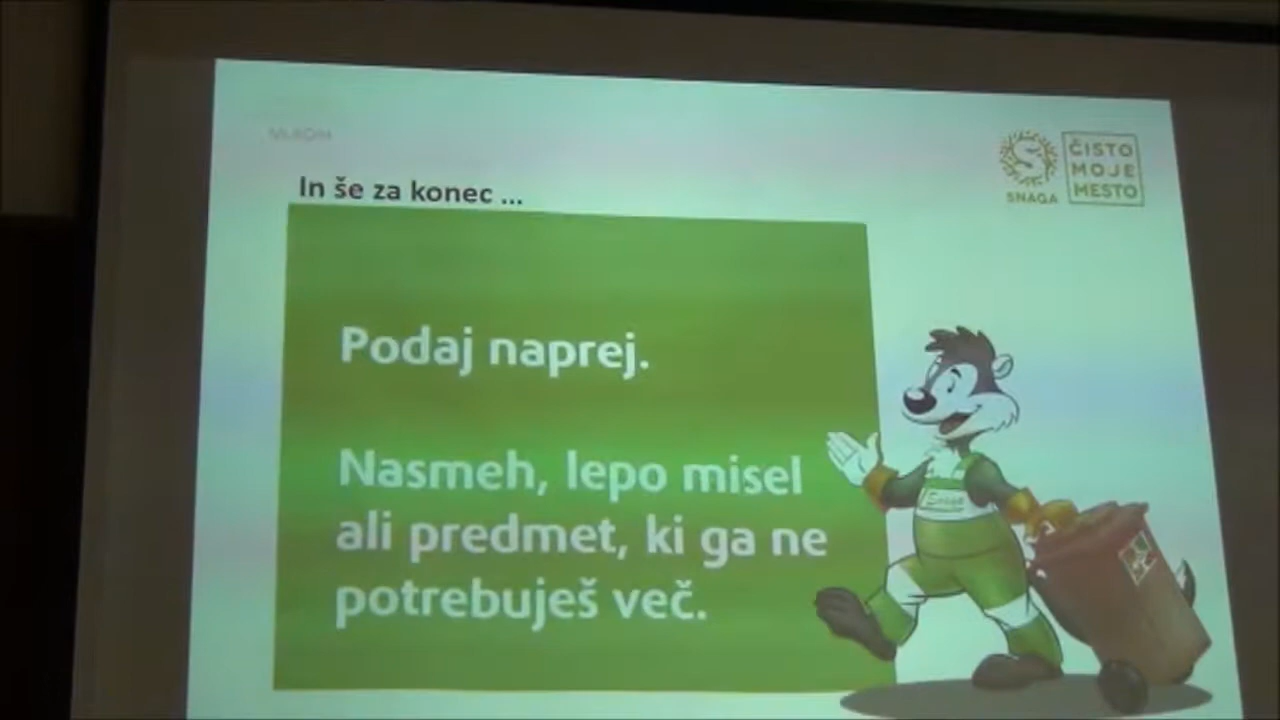 In še za konec ...
SNAGA
ČISTO
MOJE
MESTO
Podaj naprej.
Nasmeh, lepo misel
ali predmet, ki ga ne
potrebuješ več.
Snaga